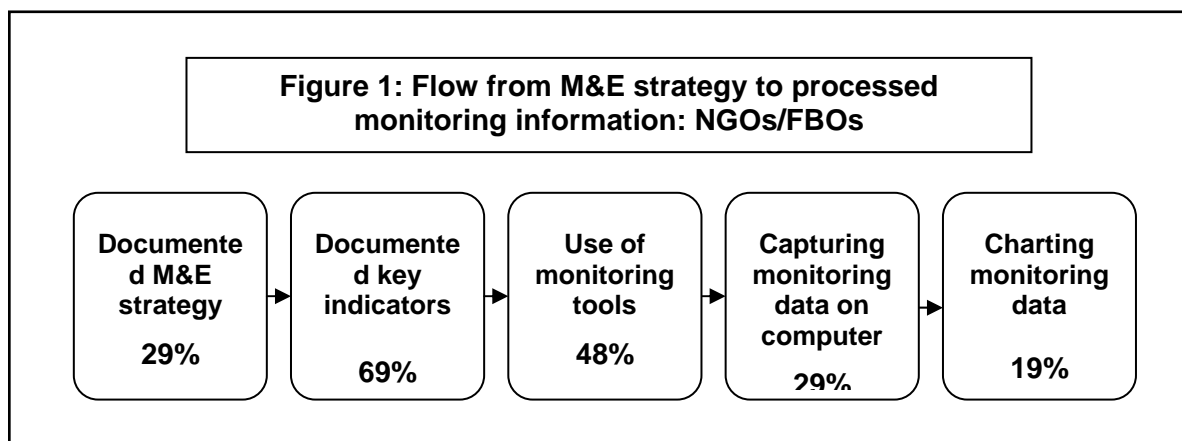 Figure 1: Flow from M&E strategy to processed
monitoring information: NGOs/FBOs
Documente
d M&E
strategy
29%
Documente
d key
indicators
69%
Use of
monitoring
tools
48%
Capturing
monitoring
data on
computer
29%
Charting
monitoring
data
19%